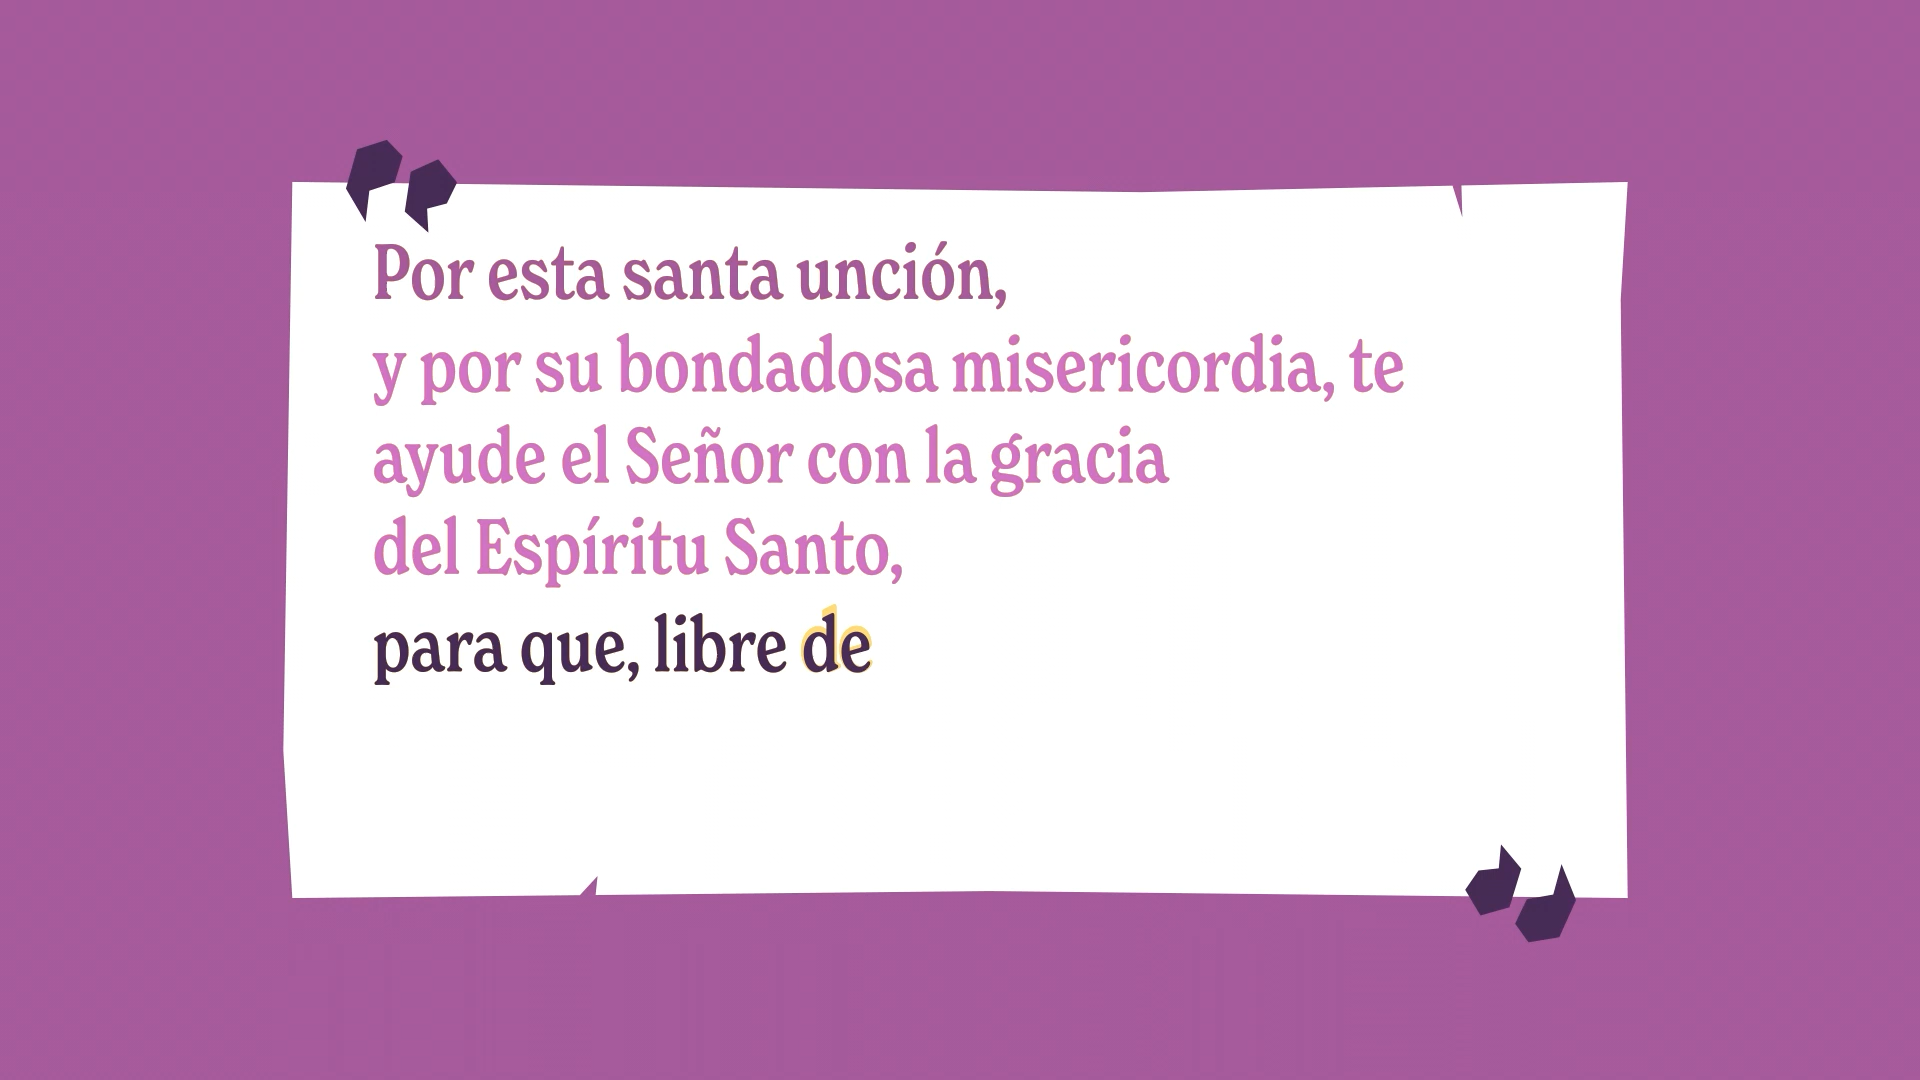 Por esta santa unción,
y por su bondadosa misericordia, te
ayude el Señor con la gracia
del Espíritu Santo,
para que, libre de